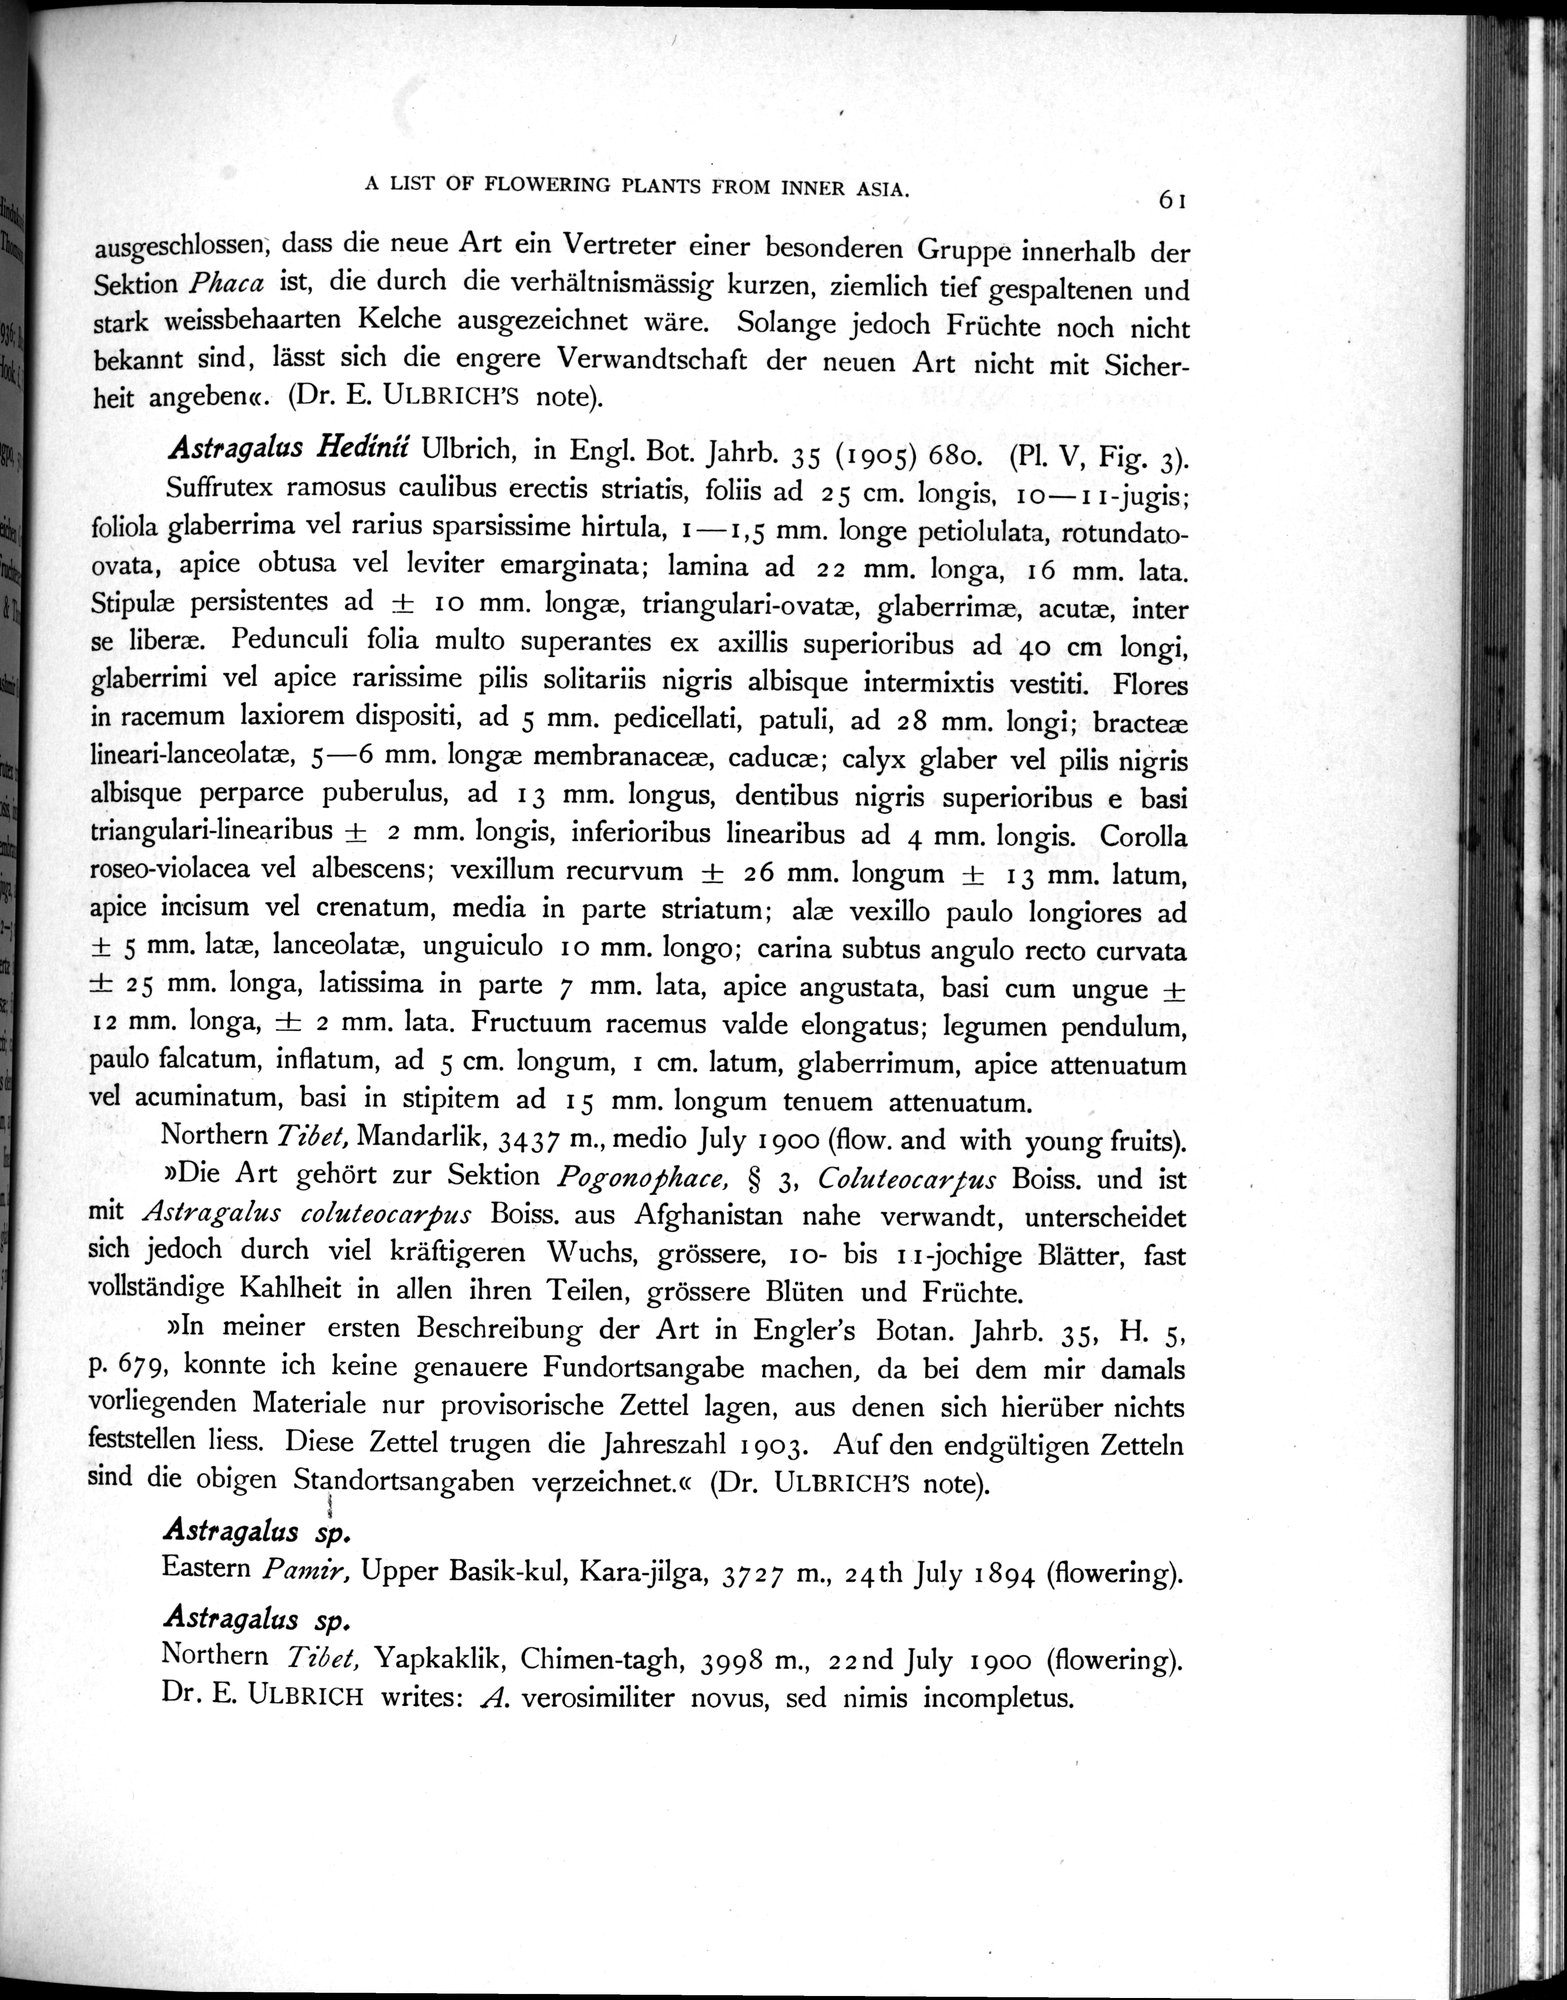 A LIST OF FLOWERING PLANTS FROM INNER ASIA.
61
ausgeschlossen, dass die neue Art ein Vertreter einer besonderen Gruppe innerhalb der
Sektion Phaca ist, die durch die verhältnismässig kurzen, ziemlich tief gespaltenen und
stark weissbehaarten Kelche ausgezeichnet wäre. Solange jedoch Früchte noch nicht
bekannt sind, lässt sich die engere Verwandtschaft der neuen Art nicht mit Sicher-
heit angeben«. (Dr. E. ULBRICH'S note).
Astragalus Hedinii Ulbrich, in Engl. Bot. Jahrb. 35 (1905) 680. (Pl. V, Fig. 3).
Suffrutex ramosus caulibus erectis striatis, foliis ad 25 cm. longis, 10—11-jugis;
foliola glaberrima vel rarius sparsissime hirtula, 1—1,5 mm. longe petiolulata, rotundato-
ovata, apice obtusa vel leviter emarginata; lamina ad 22 mm. longa, 16 mm. lata.
Stipulæ persistentes ad ± 10 mm. longæ, triangulari-ovatæ, glaberrimæ, acutæ, inter
se liberæ. Pedunculi folia multo superantes ex axillis superioribus ad 40 cm longi,
glaberrimi vel apice rarissime pilis solitariis nigris albisque intermixtis vestiti. Flores
in racemum laxiorem dispositi, ad 5 mm. pedicellati, patuli, ad 28 mm. longi; bracteæ
lineari-lanceolatæ, 5—6 mm. longæ membranaceæ, caducæ; calyx glaber vel pilis nigris
albisque perparce puberulus, ad 13 mm. longus, dentibus nigris superioribus e basi
triangulari-linearibus ± 2 mm. longis, inferioribus linearibus ad 4 mm. longis. Corolla
roseo-violacea vel albescens; vexillum recurvum ± 26 mm. longum ± 13 mm. latum,
apice incisum vel crenatum, media in parte striatum; alæ vexillo paulo longiores ad
± 5 mm. latæ, lanceolatæ, unguiculo 10 mm. longo; carina subtus angulo recto curvata
± 25 mm. longa, latissima in parte 7 mm. lata, apice angustata, basi cum ungue ±
12 mm. longa, ± 2 mm. lata. Fructuum racemus valde elongatus; legumen pendulum,
paulo falcatum, inflatum, ad 5 cm. longum, 1 cm. latum, glaberrimum, apice attenuatum
vel acuminatum, basi in stipitem ad 15 mm. longum tenuem attenuatum.
Northern Tibet, Mandarlik, 3437 m., medio July 1900 (flow. and with young fruits).
»Die Art gehört zur Sektion Pogonophace, § 3, Coluteocarpus Boiss. und ist
mit Astragalus coluteocarpus Boiss. aus Afghanistan nahe verwandt, unterscheidet
sich jedoch durch viel kräftigeren Wuchs, grössere, 10- bis 11-jochige Blätter, fast
vollständige Kahlheit in allen ihren Teilen, grössere Blüten und Früchte.
»In meiner ersten Beschreibung der Art in Engler's Botan. Jahrb. 35, H. 5,
p. 679, konnte ich keine genauere Fundortsangabe machen, da bei dem mir damals
vorliegenden Materiale nur provisorische Zettel lagen, aus denen sich hierüber nichts
feststellen liess. Diese Zettel trugen die Jahreszahl 1903. Auf den endgültigen Zetteln
sind die obigen Standortsangaben verzeichnet.« (Dr. ULBRICH'S note).
Astragalus sp.
Eastern Pamir, Upper Basik-kul, Kara-jilga, 3727 m., 24th July 1894 (flowering).
Astragalus sp.
Northern Tibet, Yapkaklik, Chimen-tagh, 3998 m., 22nd July 1900 (flowering).
Dr. E. ULBRICH writes: A. verosimiliter novus, sed nimis incompletus.